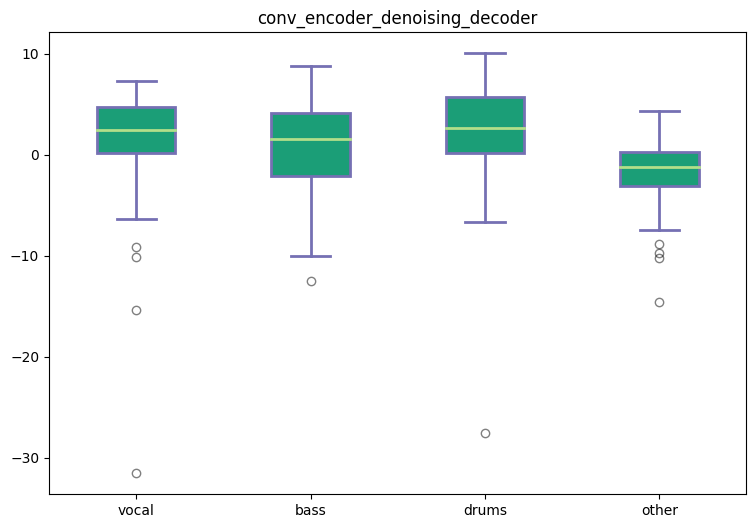 conv_encoder_denoising_decoder
10
0
−10
−20
−30
vocal bass drums other